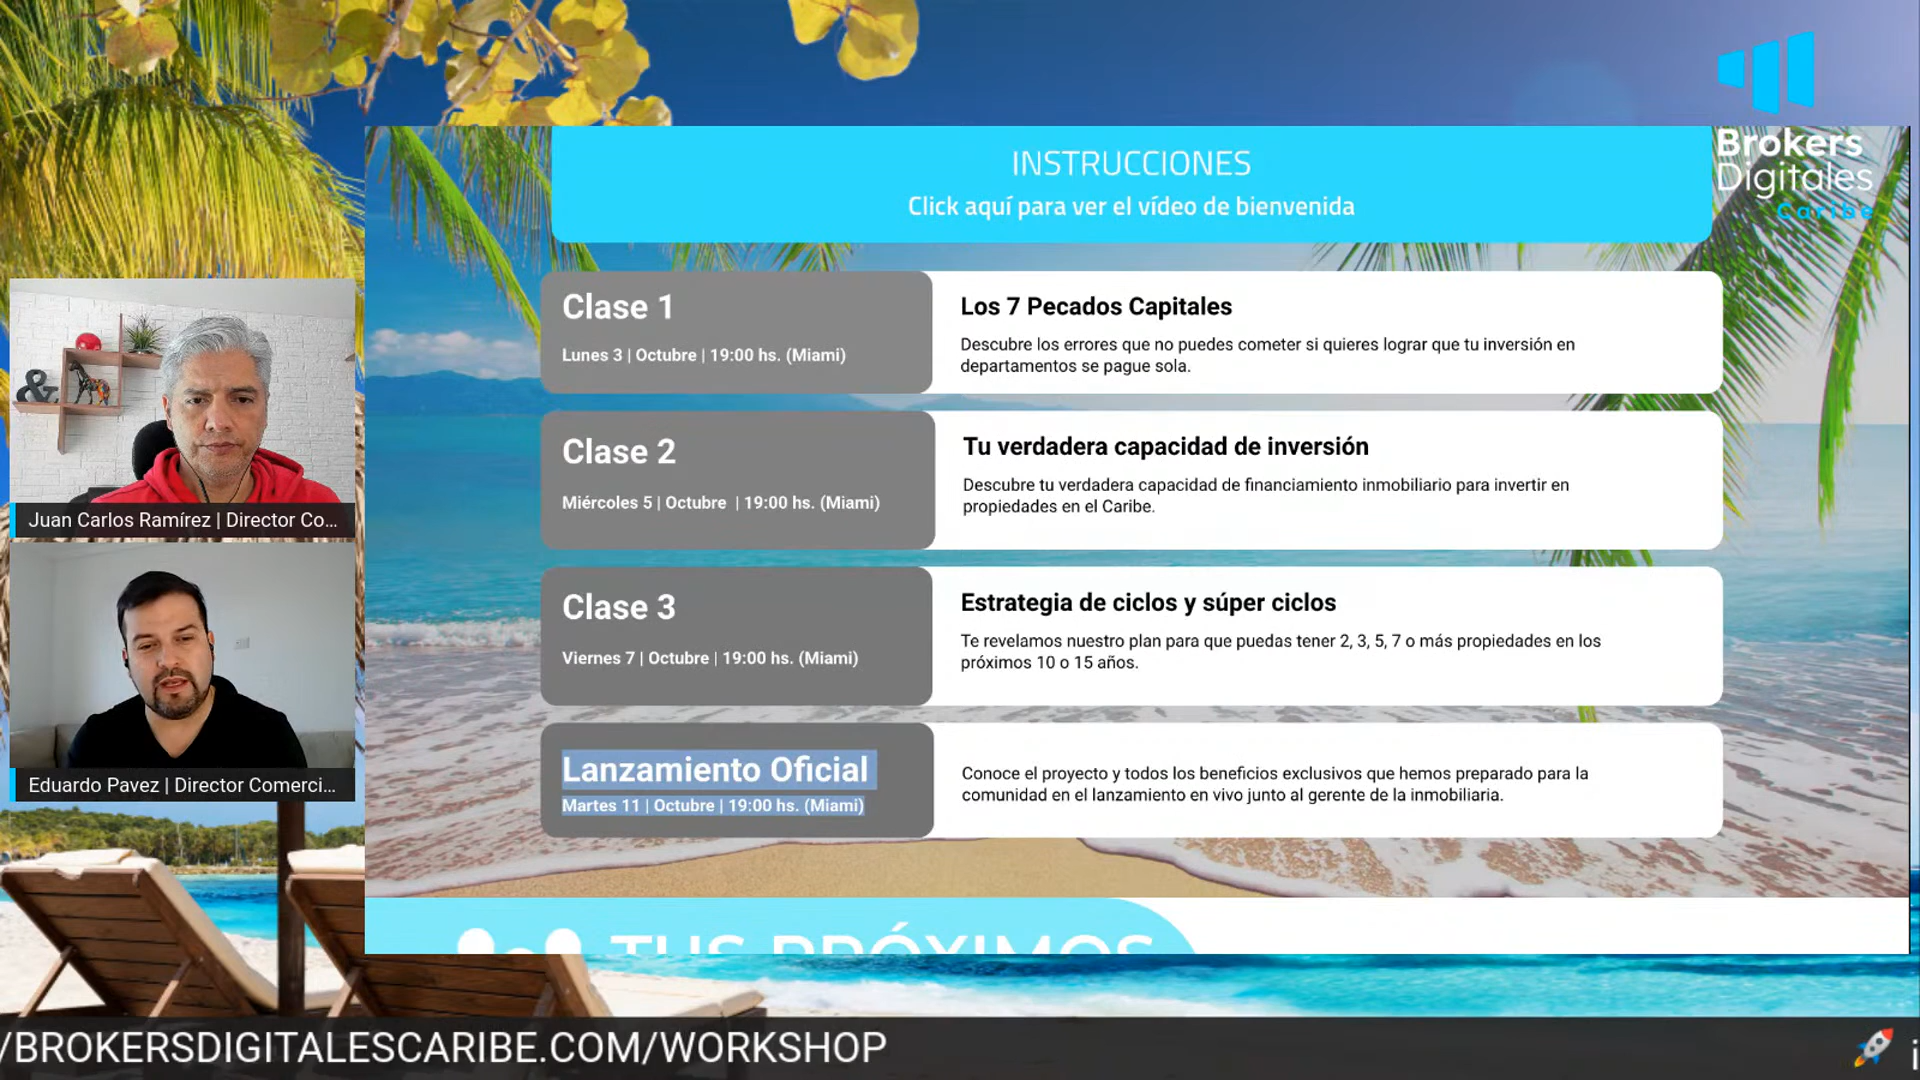 Brokers
Digitales
Caribe
INSTRUCCIONES
Click aquí para ver el vídeo de bienvenida
Clase 1
Lunes 3 | Octubre | 19:00 hs. (Miami)
Los 7 Pecados Capitales
Descubre los errores que no puedes cometer si quieres lograr que tu inversión en
departamentos se pague sola.
Clase 2
Miércoles 5 | Octubre | 19:00 hs. (Miami)
Tu verdadera capacidad de inversión
Descubre tu verdadera capacidad de financiamiento inmobiliario para invertir en
propiedades en el Caribe.
Clase 3
Viernes 7 | Octubre | 19:00 hs. (Miami)
Estrategia de ciclos y súper ciclos
Te revelamos nuestro plan para que puedas tener 2, 3, 5, 7 o más propiedades en los
próximos 10 o 15 años.
Lanzamiento Oficial
Martes 11 | Octubre | 19:00 hs. (Miami)
Conoce el proyecto y todos los beneficios exclusivos que hemos preparado para la
comunidad en el lanzamiento en vivo junto al gerente de la inmobiliaria.
TUS PRÓXIMOS
&
Juan Carlos Ramírez | Director Co...
Eduardo Pavez | Director Comerci...
/BROKERSDIGITALESCARIBE.COM/WORKSHOP